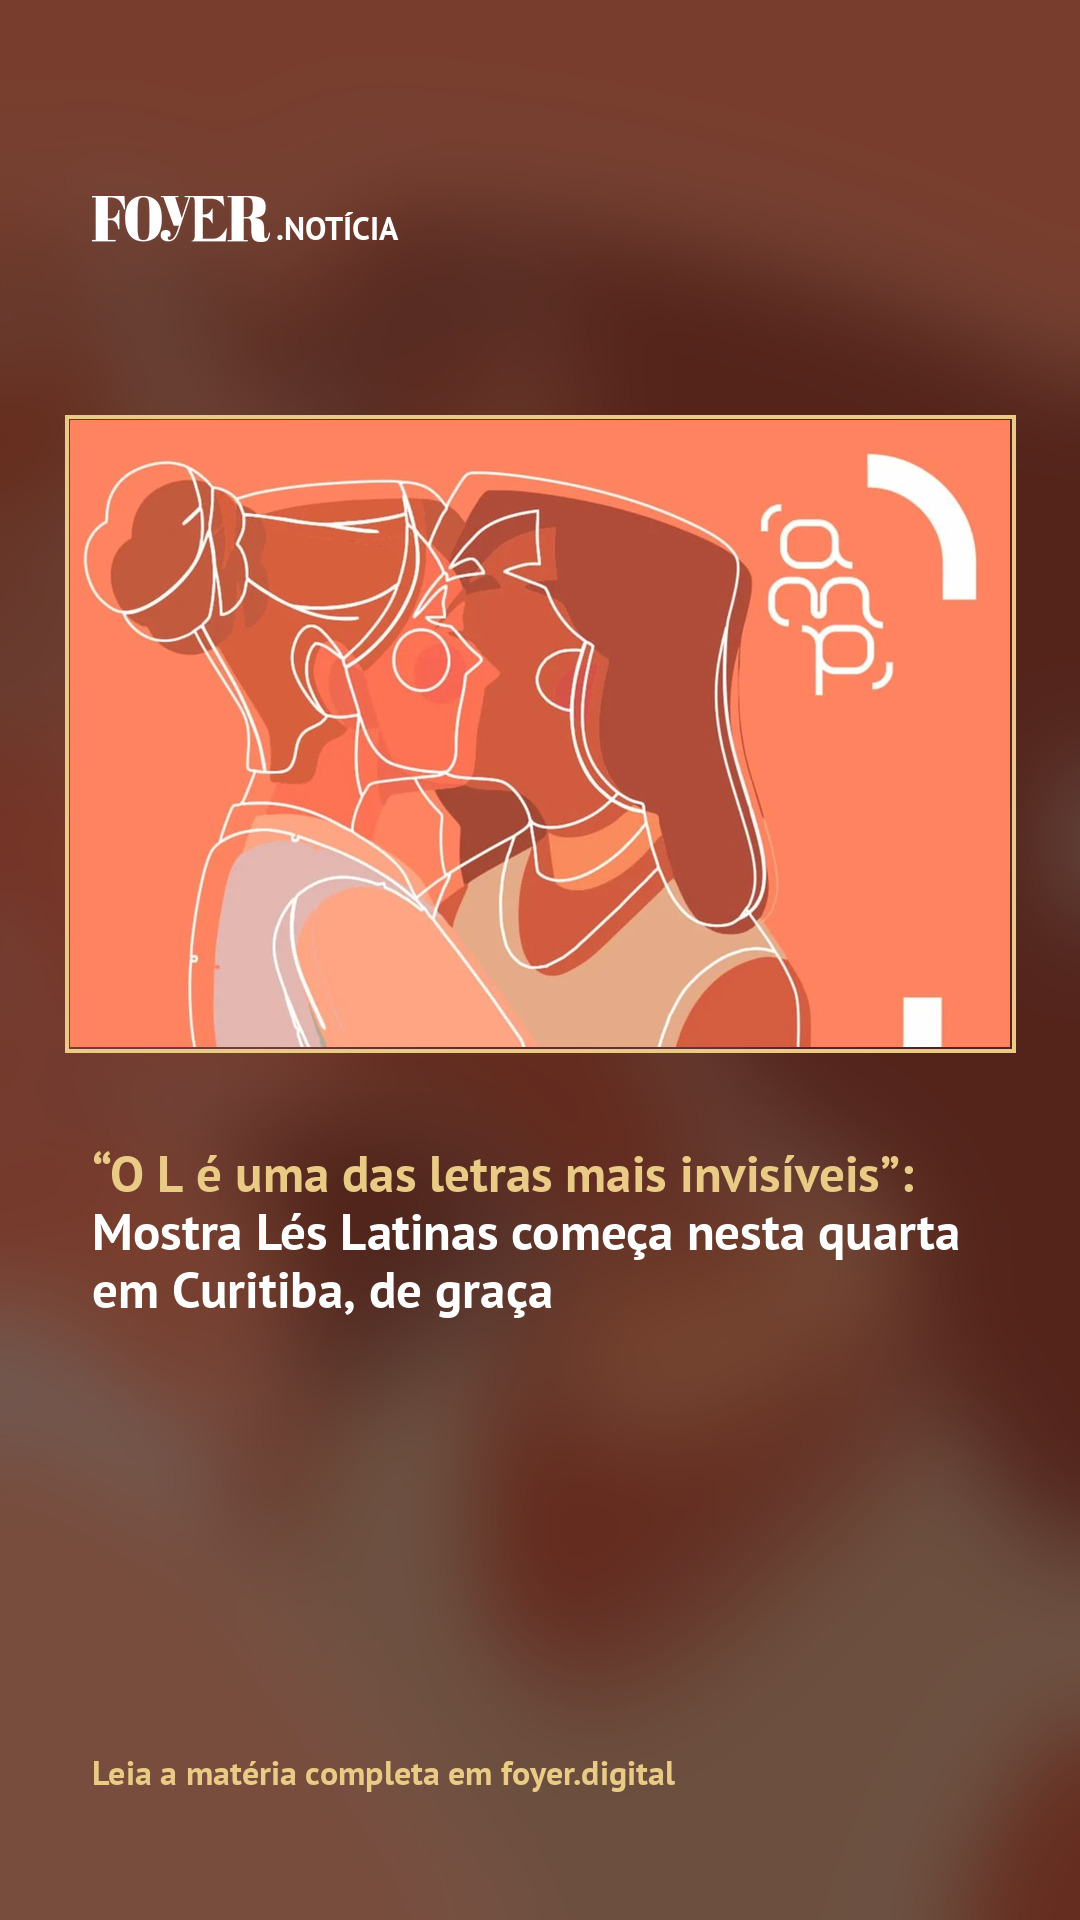 FOYER .NOTÍCIA
amp
“O L é uma das letras mais invisíveis”:
Mostra Lés Latinas começa nesta quarta
em Curitiba, de graça
Leia a matéria completa em foyer.digital